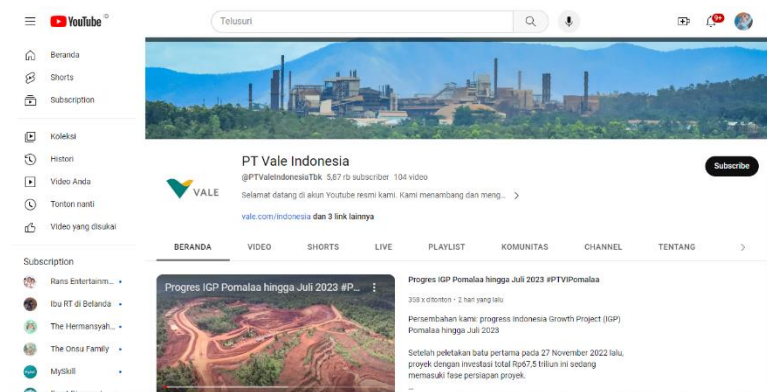 YouTube ID
Telusuri
9+
Beranda
Shorts
Subscription
Koleksi
Histori
Video Anda
Tonton nanti
Video yang disukai
Subscription
Rans Entertainm...
Ibu RT di Belanda
The Hermansyah...
The Onsu Family
MySkill
VALE
PT Vale Indonesia
@PTValeIndonesiaTbk 5,87 rb subscriber 104 video
Selamat datang di akun Youtube resmi kami. Kami menambang dan meng...
vale.com/indonesia dan 3 link lainnya
Subscribe
BERANDA VIDEO SHORTS LIVE PLAYLIST KOMUNITAS CHANNEL TENTANG
Progres IGP Pomalaa hingga Juli 2023 #P...
Progres IGP Pomalaa hingga Juli 2023 #PTVIPomalaa
358 x ditonton • 2 hari yang lalu
Persembahan kami: progress Indonesia Growth Project (IGP)
Pomalaa hingga Juli 2023
Setelah peletakan batu pertama pada 27 November 2022 lalu,
proyek dengan investasi total Rp67,5 triliun ini sedang
memasuki fase persiapan proyek.